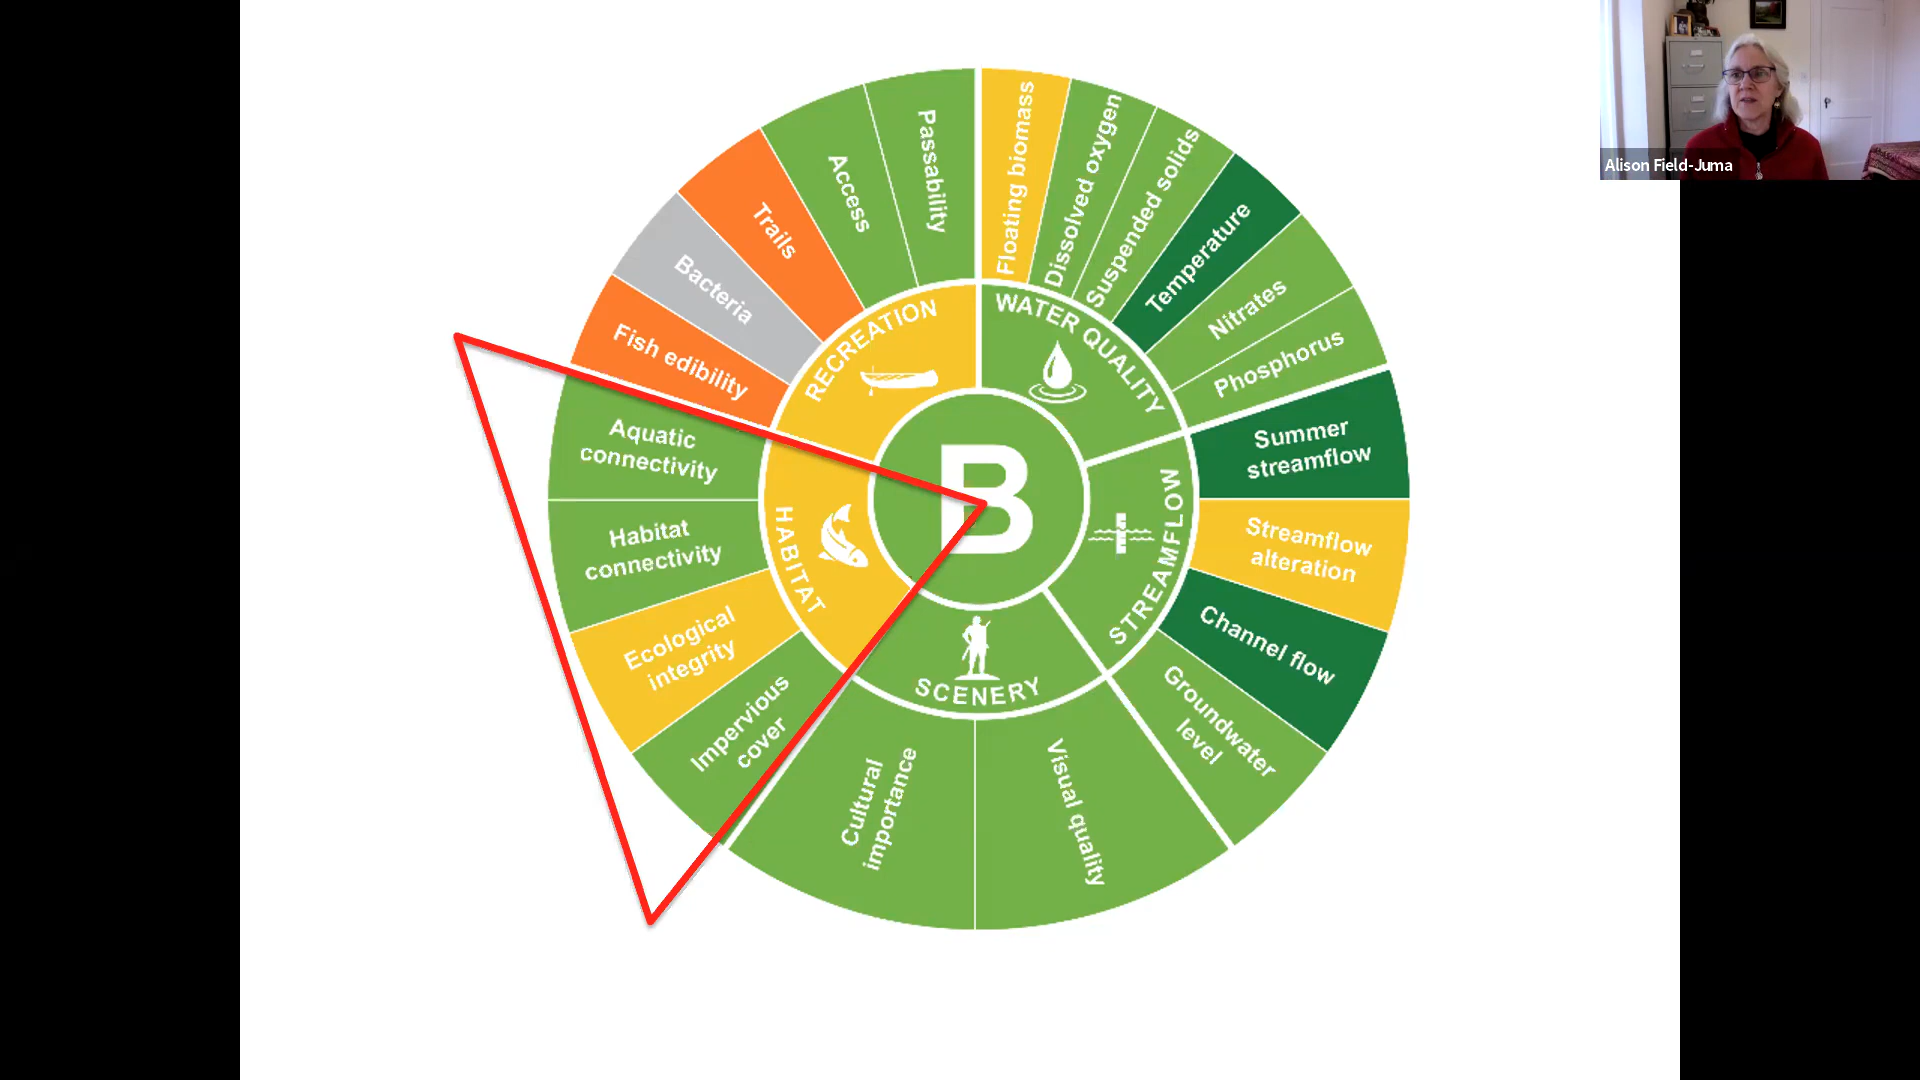 Alison Field-Juma
Passability
Access
Trails
Bacteria
Fish edibility
RECREATION
Floating biomass
Dissolved oxygen
Suspended solids
Temperature
Nitrates
Phosphorus
WATER QUALITY
B
Aquatic
connectivity
Habitat
connectivity
Ecological
integrity
Impervious
cover
HABITAT
Summer
streamflow
Streamflow
alteration
Channel flow
Groundwater
level
STREAMFLOW
SCENERY
Cultural
importance
Visual quality